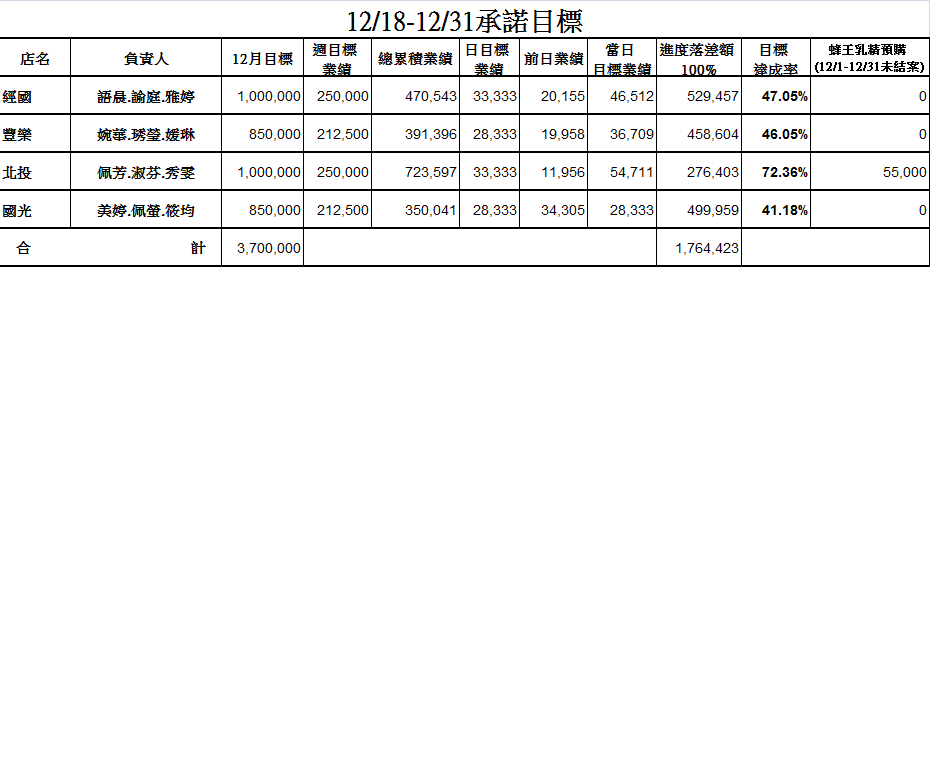 12/18-12/31承諾目標
店名 負責人 12月目標 週目標業績 總累積業績 日目標業績 前日業績 當日目標業績 進度落差額100% 目標達成率 蜂王乳精預購(12/1-12/31未結案)
經國 語晨.諭庭.雅婷 1,000,000 250,000 470,543 33,333 20,155 46,512 529,457 47.05% 0
豐樂 婉華.琇瑩.媛琳 850,000 212,500 391,396 28,333 19,958 36,709 458,604 46.05% 0
北投 佩芳.淑芬.秀雯 1,000,000 250,000 723,597 33,333 11,956 54,711 276,403 72.36% 55,000
國光 美婷.佩螢.筱均 850,000 212,500 350,041 28,333 34,305 28,333 499,959 41.18% 0
合計 3,700,000 1,764,423